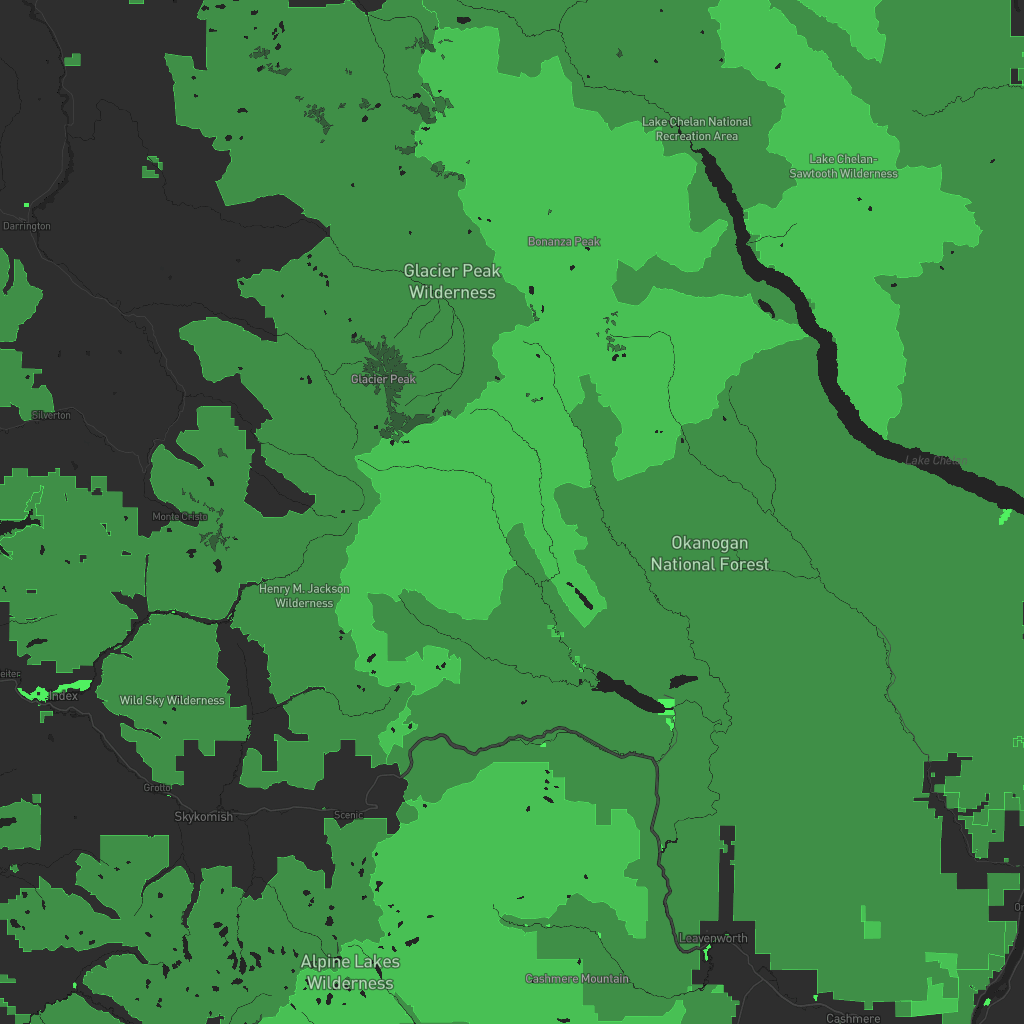 Lake Chelan National
Recreation Area
Lake Chelan-
Sawtooth Wilderness
Darrington
Bonanza Peak
Glacier Peak
Wilderness
Glacier Peak
Silverton
Lake Chelan
Monte Cristo
Okanogan
National Forest
Henry M. Jackson
Wilderness
Index
Wild Sky Wilderness
Grotto
Skykomish
Scenic
Leavenworth
Alpine Lakes
Wilderness
Cashmere Mountain
Cashmere